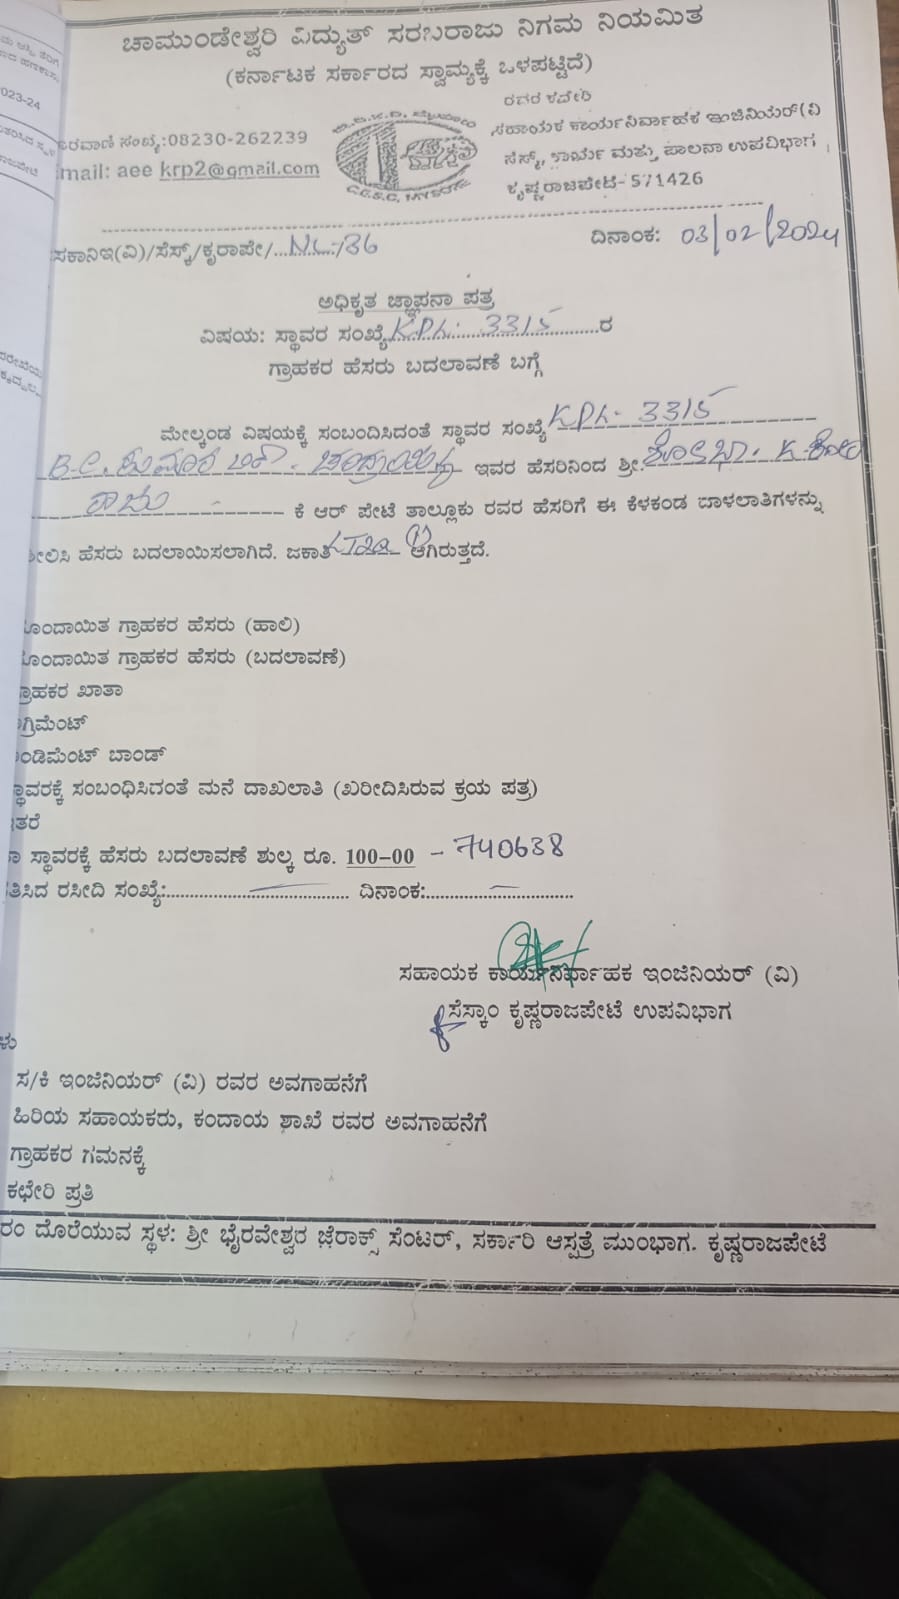 2023-24
ಚಾಮುಂಡೇಶ್ವರಿ ವಿದ್ಯುತ್ ಸರಬರಾಜು ನಿಗಮ ನಿಯಮಿತ
(ಕರ್ನಾಟಕ ಸರ್ಕಾರದ ಸ್ವಾಮ್ಯಕ್ಕೆ ಒಳಪಟ್ಟಿದೆ)
ರವರ ಕಛೇರಿ
ಸಹಾಯಕ ಕಾರ್ಯನಿರ್ವಾಹಕ ಇಂಜಿನಿಯರ್(ವಿ
ಸೆಸ್ಕ್, ಕಾರ್ಯ ಮತ್ತು ಪಾಲನಾ ಉಪವಿಭಾಗ
ಕೃಷ್ಣರಾಜಪೇಟೆ-571426
ರವಾಣಿ ಸಂಖ್ಯ:08230-262239
mail: aee krp2@gmail.com
C.E.S.C. MYSORE
ಸಕಾನಿಇ(ವಿ)/ಸೆಸ್ಕ್/ಕೃರಾಪೇ/...NC:/36
ದಿನಾಂಕ: 03/02/2024
ಅಧಿಕೃತ ಜ್ಞಾಪನಾ ಪತ್ರ
ವಿಷಯ: ಸ್ಥಾವರ ಸಂಖ್ಯೆ KPL: 3315 ರ
ಗ್ರಾಹಕರ ಹೆಸರು ಬದಲಾವಣೆ ಬಗ್ಗೆ
ಮೇಲ್ಕಂಡ ವಿಷಯಕ್ಕೆ ಸಂಬಂದಿಸಿದಂತೆ ಸ್ಥಾವರ ಸಂಖ್ಯೆ KPL: 3315
B.C. ಕುಮಾರ ಇವರ ಹೆಸರಿನಿಂದ ಶ್ರೀ. ಶೋಭಾ. K
ರಾಮು ಕೆ ಆರ್ ಪೇಟೆ ತಾಲ್ಲೂಕು ರವರ ಹೆಸರಿಗೆ ಈ ಕೆಳಕಂಡ ದಾಖಲಾತಿಗಳನ್ನು
ಶೀಲಿಸಿ ಹೆಸರು ಬದಲಾಯಿಸಲಾಗಿದೆ. ಜಕಾತಿ ಆಗಿರುತ್ತದೆ.
ನೊಂದಾಯಿತ ಗ್ರಾಹಕರ ಹೆಸರು (ಹಾಲಿ)
ನೊಂದಾಯಿತ ಗ್ರಾಹಕರ ಹೆಸರು (ಬದಲಾವಣೆ)
ಗ್ರಾಹಕರ ಖಾತಾ
ಗ್ರಿಮೆಂಟ್
ಂಡಿಮೆಂಟ್ ಬಾಂಡ್
ಸ್ಥಾವರಕ್ಕೆ ಸಂಬಂಧಿಸಿದಂತೆ ಮನೆ ದಾಖಲಾತಿ (ಖರೀದಿಸಿರುವ ಕ್ರಯ ಪತ್ರ)
ಇತರೆ
ಸ್ಥಾವರಕ್ಕೆ ಹೆಸರು ಬದಲಾವಣೆ ಶುಲ್ಕ ರೂ. 100-00 - 740638
ತಿಸಿದ ರಸೀದಿ ಸಂಖ್ಯೆ:.................................... ದಿನಾಂಕ:.............................
ಸಹಾಯಕ ಕಾರ್ಯನಿರ್ವಾಹಕ ಇಂಜಿನಿಯರ್ (ವಿ)
ಸೆಸ್ಕಾಂ ಕೃಷ್ಣರಾಜಪೇಟೆ ಉಪವಿಭಾಗ
ಳು
ಸ/ಕಿ ಇಂಜಿನಿಯರ್ (ವಿ) ರವರ ಅವಗಾಹನೆಗೆ
ಹಿರಿಯ ಸಹಾಯಕರು, ಕಂದಾಯ ಶಾಖೆ ರವರ ಅವಗಾಹನೆಗೆ
ಗ್ರಾಹಕರ ಗಮನಕ್ಕೆ
ಕಛೇರಿ ಪ್ರತಿ
ರಂ ದೊರೆಯುವ ಸ್ಥಳ: ಶ್ರೀ ಭೈರವೇಶ್ವರ ಜೆರಾಕ್ಸ್ ಸೆಂಟರ್, ಸರ್ಕಾರಿ ಆಸ್ಪತ್ರೆ ಮುಂಭಾಗ. ಕೃಷ್ಣರಾಜಪೇಟೆ